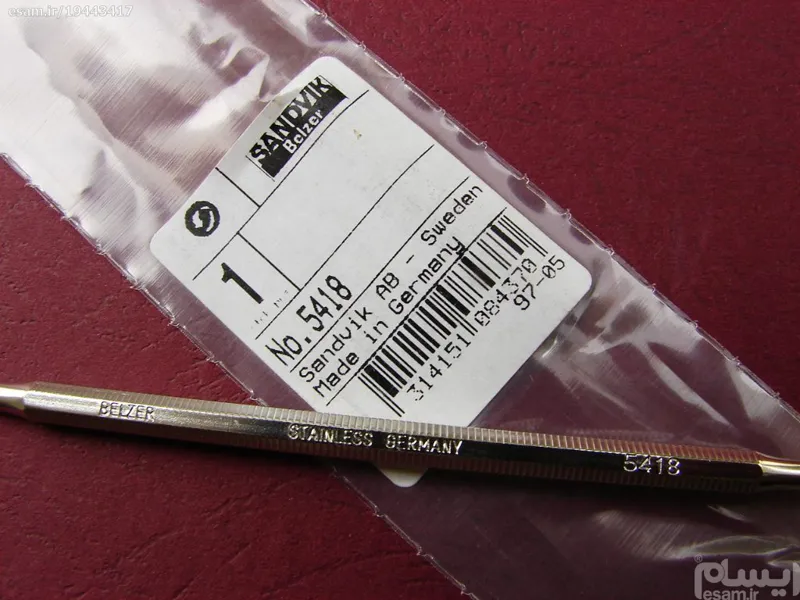 esam.ir/19443417
SANDVIK
Belzer
1
No.5418
Sandvik AB - Sweden
Made in Germany
314151 084370
97-05
BELZER
STAINLESS GERMANY
5418
ایسام
esam.ir